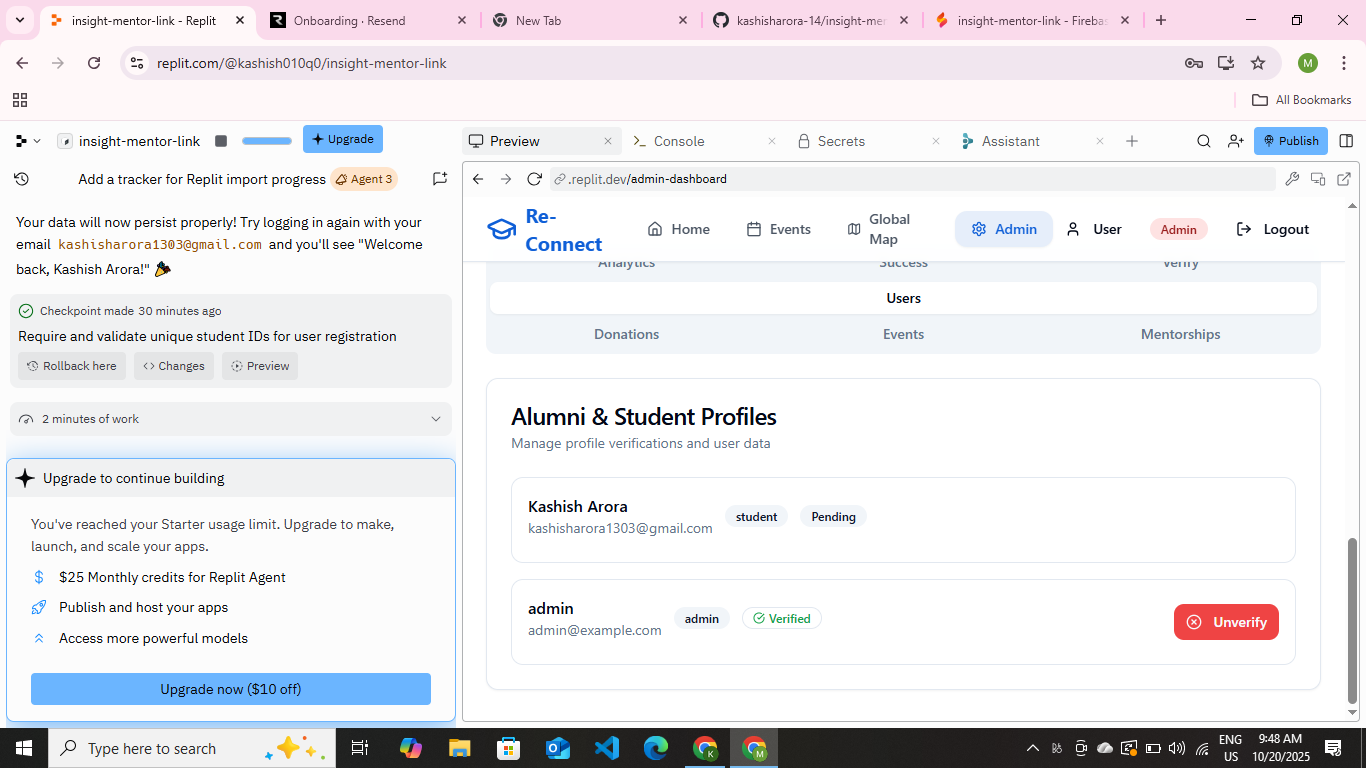 insight-mentor-link - Replit
Onboarding · Resend
New Tab
kashisharora-14/insight-mer
insight-mentor-link - Fireba
replit.com/@kashish010q0/insight-mentor-link
M
All Bookmarks
insight-mentor-link
Upgrade
Preview
Console
Secrets
Assistant
Publish
Add a tracker for Replit import progress
Agent 3
.replit.dev/admin-dashboard
Your data will now persist properly! Try logging in again with your
email kashisharora1303@gmail.com and you'll see "Welcome
back, Kashish Arora!"
Checkpoint made 30 minutes ago
Require and validate unique student IDs for user registration
Rollback here
Changes
Preview
2 minutes of work
Upgrade to continue building
You've reached your Starter usage limit. Upgrade to make,
launch, and scale your apps.
$25 Monthly credits for Replit Agent
Publish and host your apps
Access more powerful models
Upgrade now ($10 off)
Re-
Connect
Home
Events
Global
Map
Admin
User
Admin
Logout
Analytics
Success
Verify
Users
Donations
Events
Mentorships
Alumni & Student Profiles
Manage profile verifications and user data
Kashish Arora
kashisharora1303@gmail.com
student
Pending
admin
admin@example.com
admin
Verified
Unverify
Type here to search
K
M
ENG
US
9:48 AM
10/20/2025